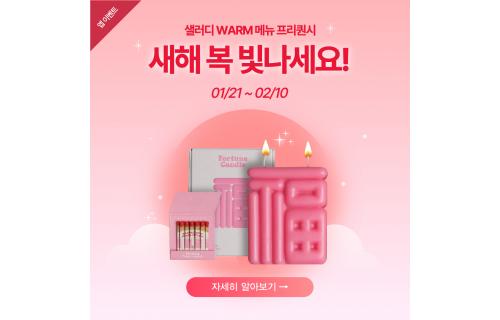 앱 이벤트
샐러디 WARM 메뉴 프리퀀시
새해 복 빛나세요!
01/21 ~ 02/10
Fortune
Candle
자세히 알아보기 →